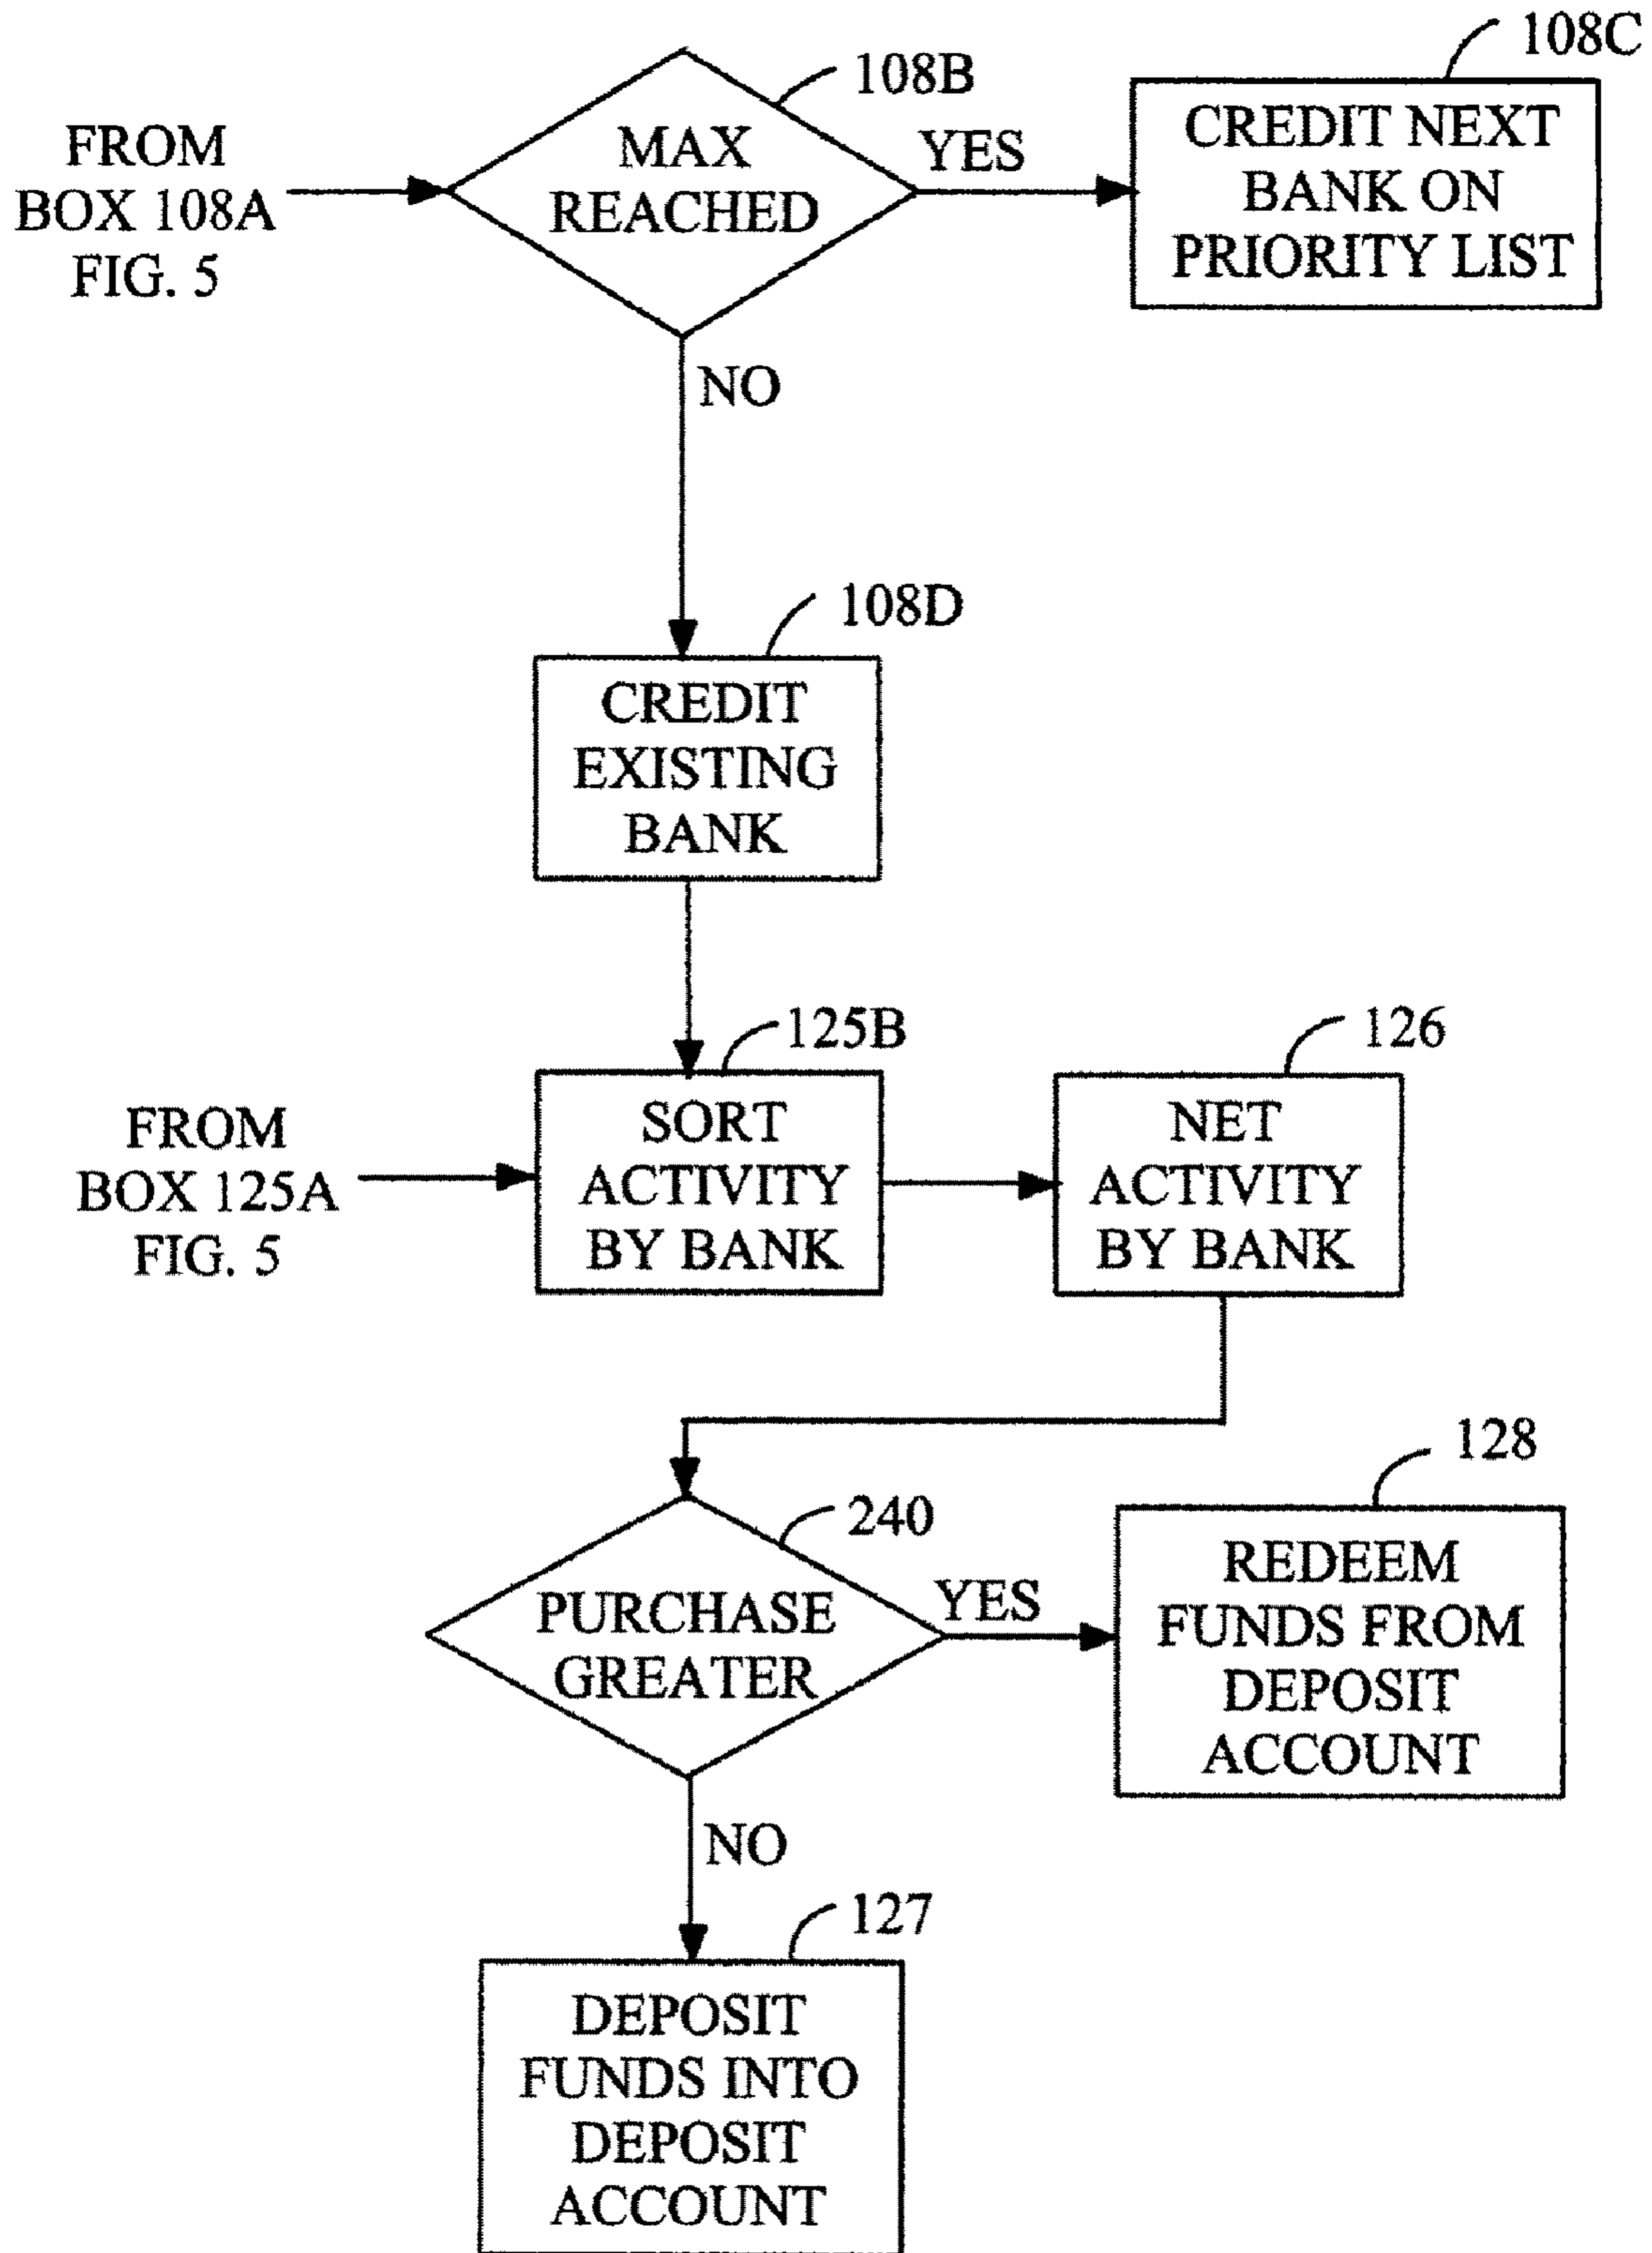 108C
108B
FROM
BOX 108A
FIG. 5
MAX
REACHED
YES
CREDIT NEXT
BANK ON
PRIORITY LIST
NO
108D
CREDIT
EXISTING
BANK
125B
126
FROM
BOX 125A
FIG. 5
SORT
ACTIVITY
BY BANK
NET
ACTIVITY
BY BANK
128
240
PURCHASE
GREATER
YES
REDEEM
FUNDS FROM
DEPOSIT
ACCOUNT
NO
127
DEPOSIT
FUNDS INTO
DEPOSIT
ACCOUNT